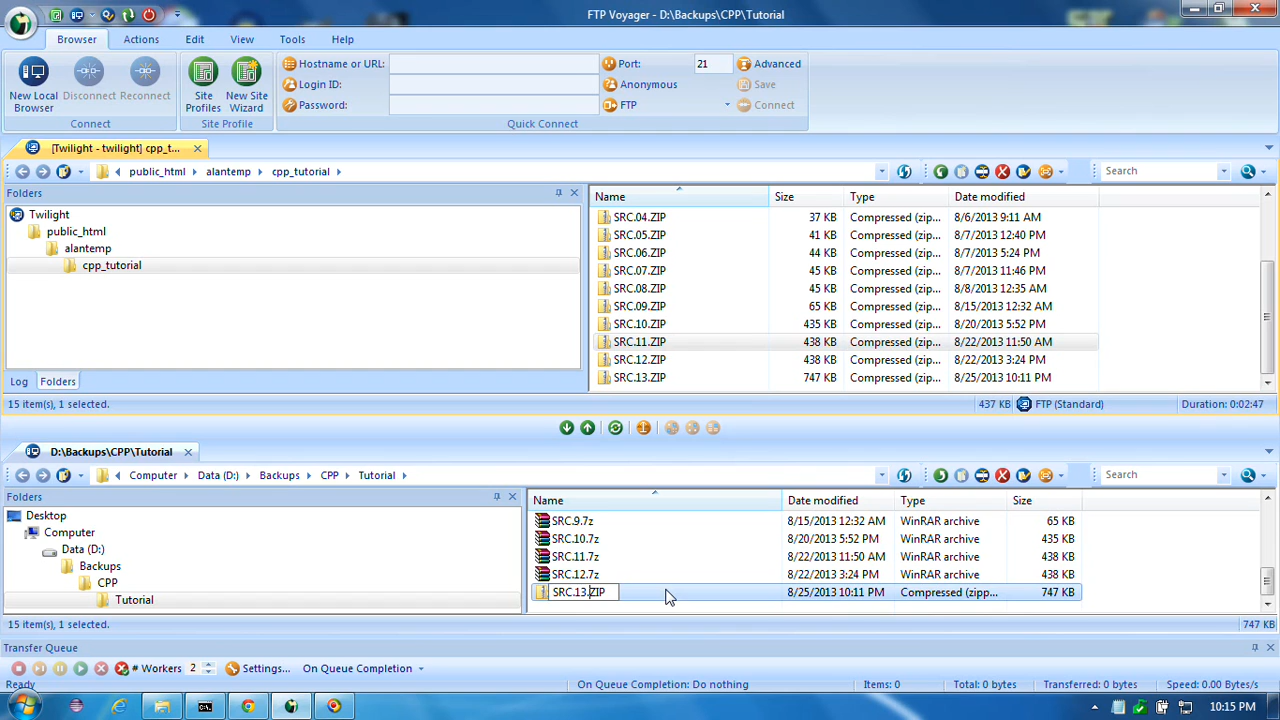 FTP Voyager - D:\Backups\CPP\Tutorial
Browser Actions Edit View Tools Help
New Local Browser
Disconnect
Reconnect
Connect
Site Profiles
New Site Wizard
Site Profile
Hostname or URL:
Login ID:
Password:
Port: 21
Anonymous
FTP
Advanced
Save
Connect
Quick Connect
[Twilight - twilight] cpp_t...
public_html alantemp cpp_tutorial
Search
Folders
Twilight
public_html
alantemp
cpp_tutorial
Log Folders
Name Size Type Date modified
SRC.04.ZIP 37 KB Compressed (zip... 8/6/2013 9:11 AM
SRC.05.ZIP 41 KB Compressed (zip... 8/7/2013 12:40 PM
SRC.06.ZIP 44 KB Compressed (zip... 8/7/2013 5:24 PM
SRC.07.ZIP 45 KB Compressed (zip... 8/7/2013 11:46 PM
SRC.08.ZIP 45 KB Compressed (zip... 8/8/2013 12:35 AM
SRC.09.ZIP 65 KB Compressed (zip... 8/15/2013 12:32 AM
SRC.10.ZIP 435 KB Compressed (zip... 8/20/2013 5:52 PM
SRC.11.ZIP 438 KB Compressed (zip... 8/22/2013 11:50 AM
SRC.12.ZIP 438 KB Compressed (zip... 8/22/2013 3:24 PM
SRC.13.ZIP 747 KB Compressed (zip... 8/25/2013 10:11 PM
15 item(s), 1 selected. 437 KB FTP (Standard) Duration: 0:02:47
D:\Backups\CPP\Tutorial
Computer Data (D:) Backups CPP Tutorial
Search
Folders
Desktop
Computer
Data (D:)
Backups
CPP
Tutorial
Name Date modified Type Size
SRC.9.7z 8/15/2013 12:32 AM WinRAR archive 65 KB
SRC.10.7z 8/20/2013 5:52 PM WinRAR archive 435 KB
SRC.11.7z 8/22/2013 11:50 AM WinRAR archive 438 KB
SRC.12.7z 8/22/2013 3:24 PM WinRAR archive 438 KB
SRC.13.ZIP 8/25/2013 10:11 PM Compressed (zipp... 747 KB
15 item(s), 1 selected. 747 KB
Transfer Queue
# Workers 2 Settings... On Queue Completion
Ready On Queue Completion: Do nothing Items: 0 Total: 0 bytes Transferred: 0 bytes Speed: 0.00 Bytes/s
10:15 PM